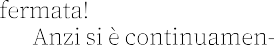 fermata!
Anzi si è continuamen-